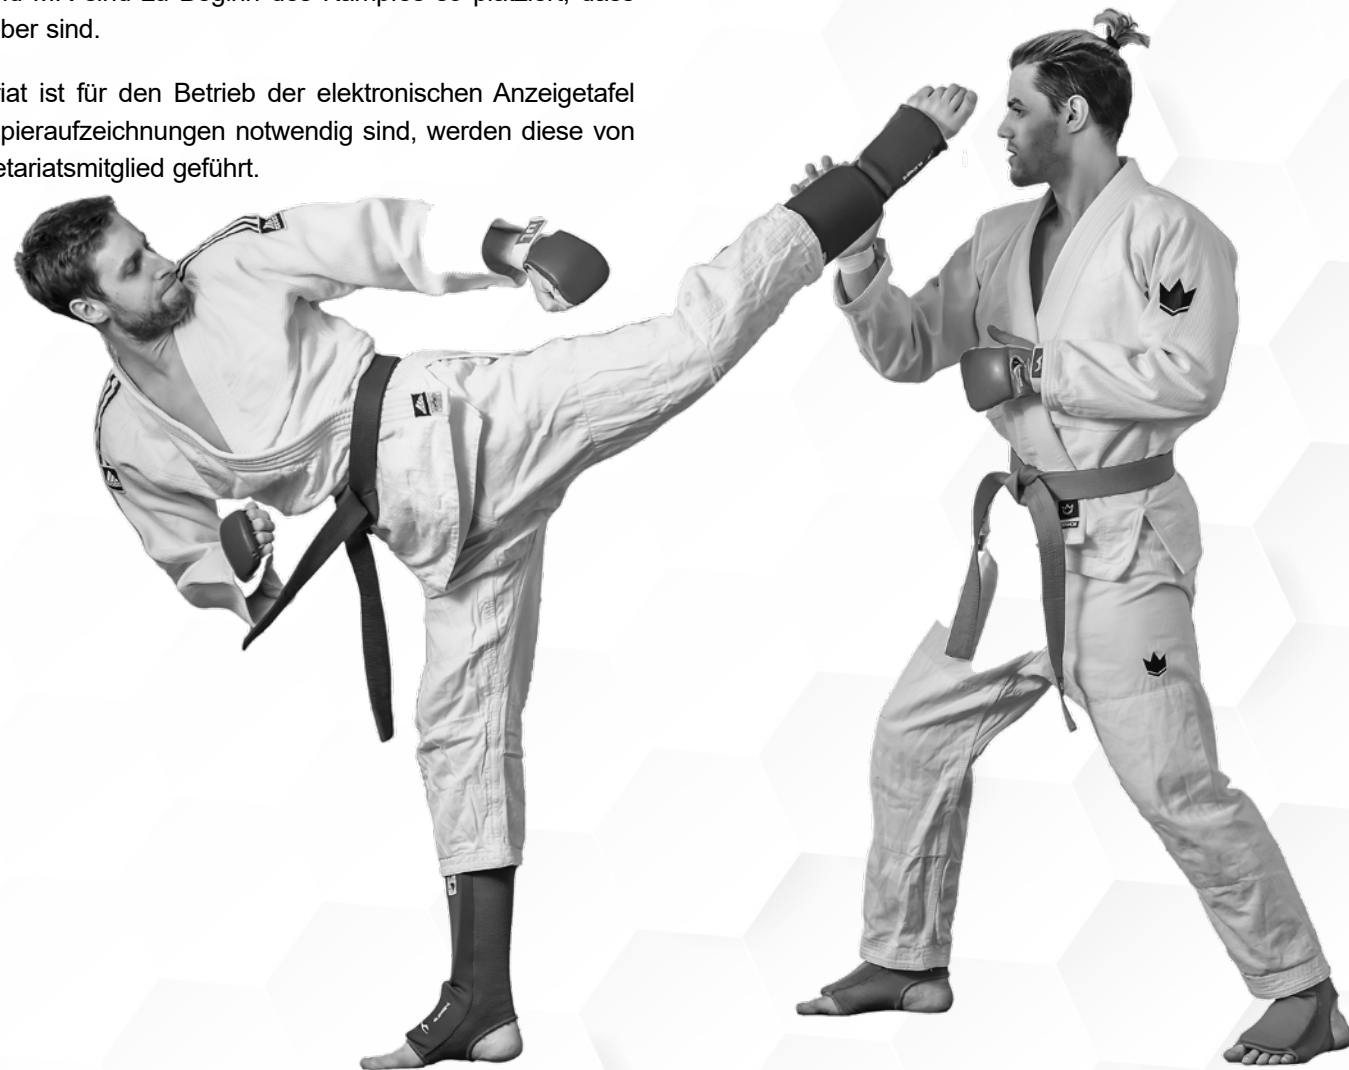 ber sind.
iat ist für den Betrieb der elektronischen Anzeigetafel
pieraufzeichnungen notwendig sind, werden diese von
etariatsmitglied geführt.